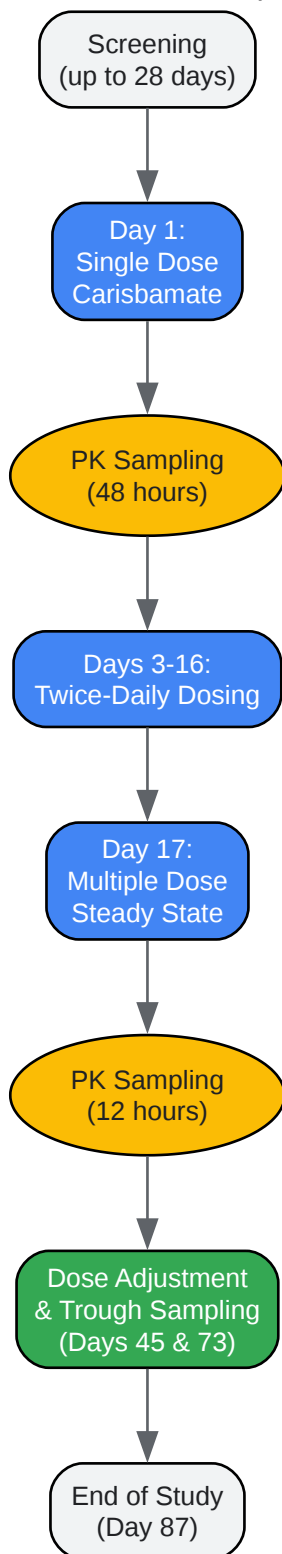 Screening
(up to 28 days)
Day 1:
Single Dose
Carisbamate
PK Sampling
(48 hours)
Days 3-16:
Twice-Daily Dosing
Day 17:
Multiple Dose
Steady State
PK Sampling
(12 hours)
Dose Adjustment
& Trough Sampling
(Days 45 & 73)
End of Study
(Day 87)